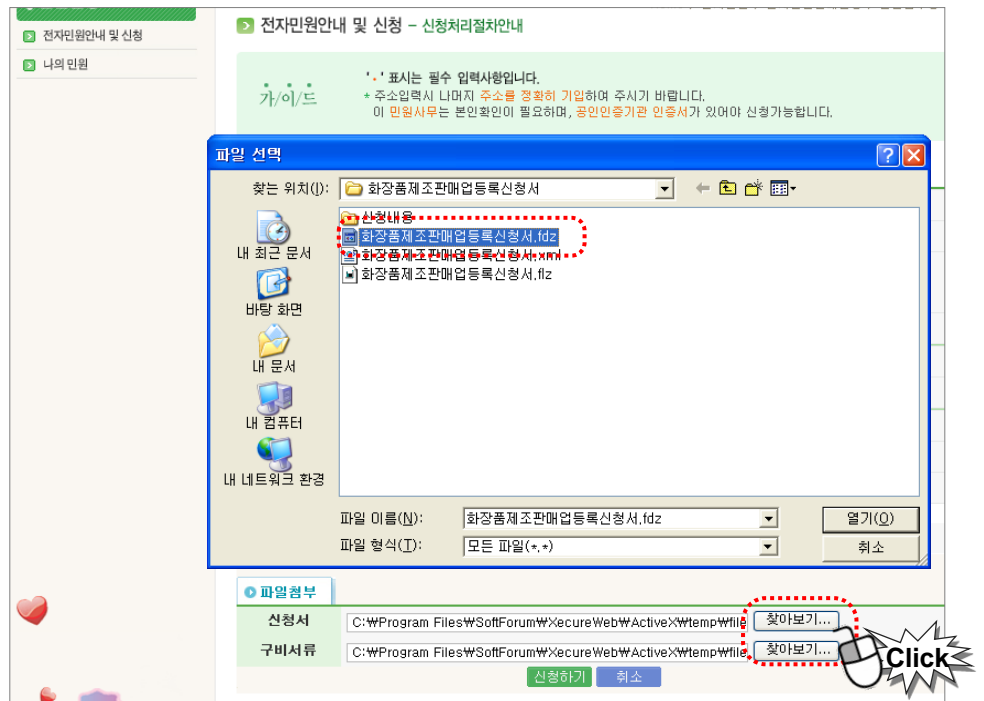 전자민원안내 및 신청
나의 민원
전자민원안내 및 신청 – 신청처리절차안내
가/이/드
'•' 표시는 필수 입력사항입니다.
* 주소입력시 나머지 주소를 정확히 기입하여 주시기 바랍니다.
이 민원사무는 본인확인이 필요하며, 공인인증기관 인증서가 있어야 신청가능합니다.
파일 선택
찾는 위치(I):
화장품제조판매업등록신청서
내 최근 문서
바탕 화면
내 문서
내 컴퓨터
내 네트워크 환경
신청내용
화장품제조판매업등록신청서.fdz
화장품제조판매업등록신청서.xml
화장품제조판매업등록신청서.flz
파일 이름(N):
화장품제조판매업등록신청서.fdz
열기(O)
파일 형식(T):
모든 파일(*.*)
취소
파일첨부
신청서
C:₩Program Files₩SoftForum₩XecureWeb₩ActiveX₩temp₩file
찾아보기...
구비서류
C:₩Program Files₩SoftForum₩XecureWeb₩ActiveX₩temp₩file
찾아보기...
Click
신청하기
취소